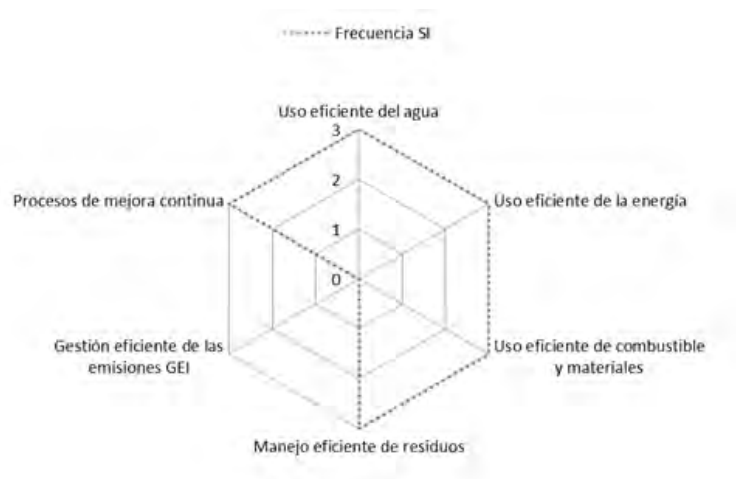 Frecuencia SI
Uso eficiente del agua
3
Procesos de mejora continua
2
Uso eficiente de la energía
1
0
Gestión eficiente de las
emisiones GEI
Uso eficiente de combustible
y materiales
Manejo eficiente de residuos